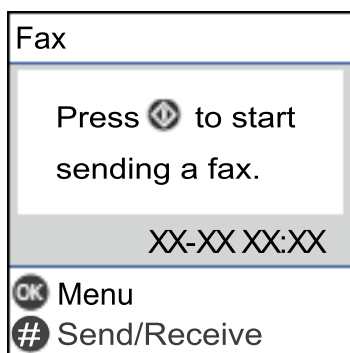 Fax
Press to start
sending a fax.
XX-XX XX:XX
OK Menu
# Send/Receive